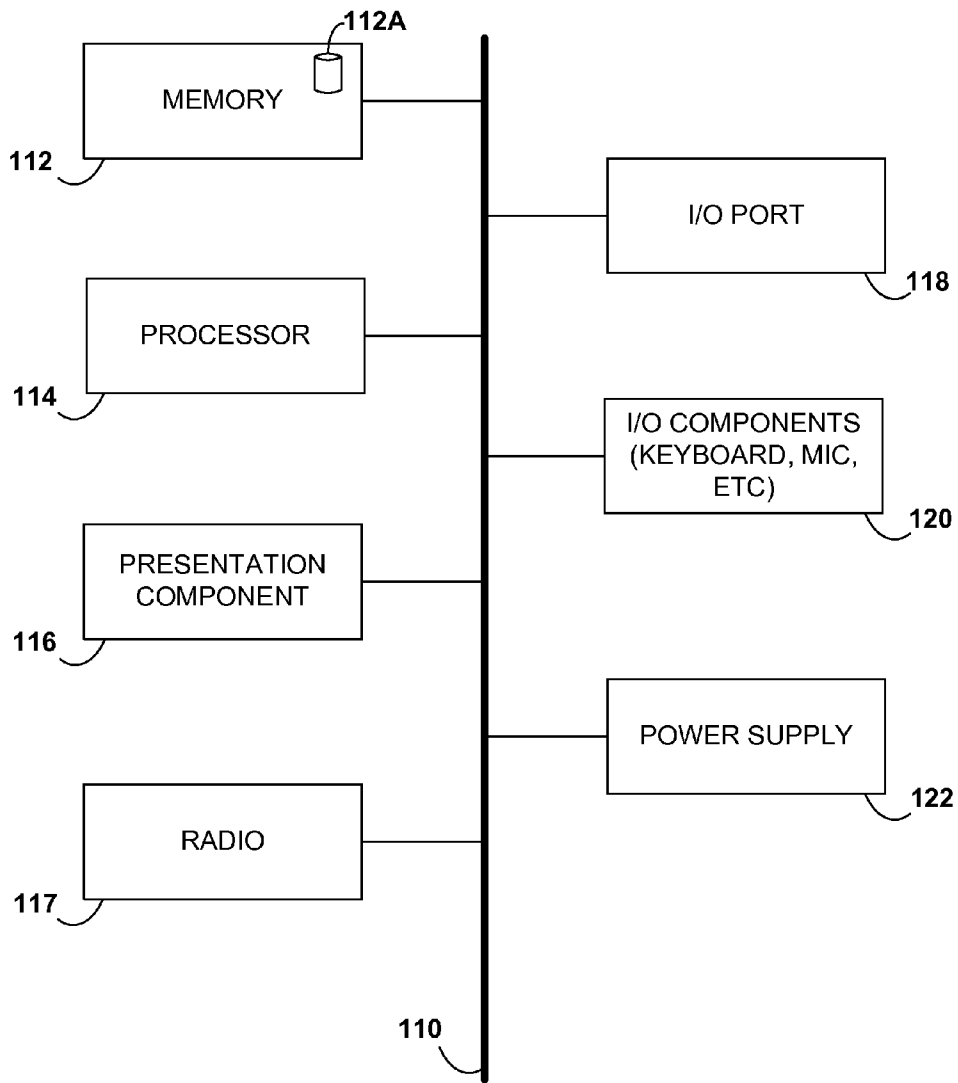 112A
MEMORY
112
I/O PORT
118
PROCESSOR
114
I/O COMPONENTS
(KEYBOARD, MIC,
ETC)
120
PRESENTATION
COMPONENT
116
POWER SUPPLY
122
RADIO
117
110